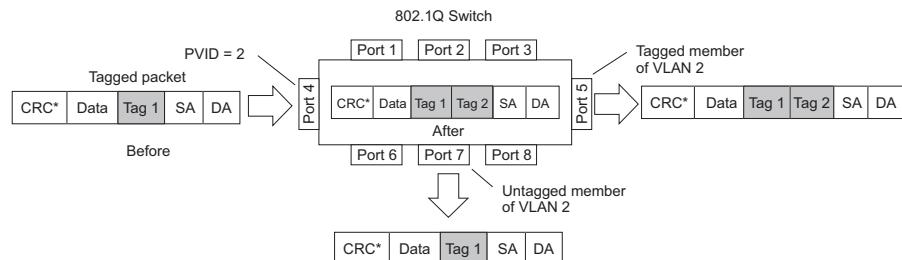 802.1Q Switch
PVID = 2
Port 1 Port 2 Port 3
Tagged member
of VLAN 2
Tagged packet
CRC* Data Tag 1 SA DA
Port 4
CRC* Data Tag 1 Tag 2 SA DA
Port 5
CRC* Data Tag 1 Tag 2 SA DA
Before
After
Port 6 Port 7 Port 8
Untagged member
of VLAN 2
CRC* Data Tag 1 SA DA